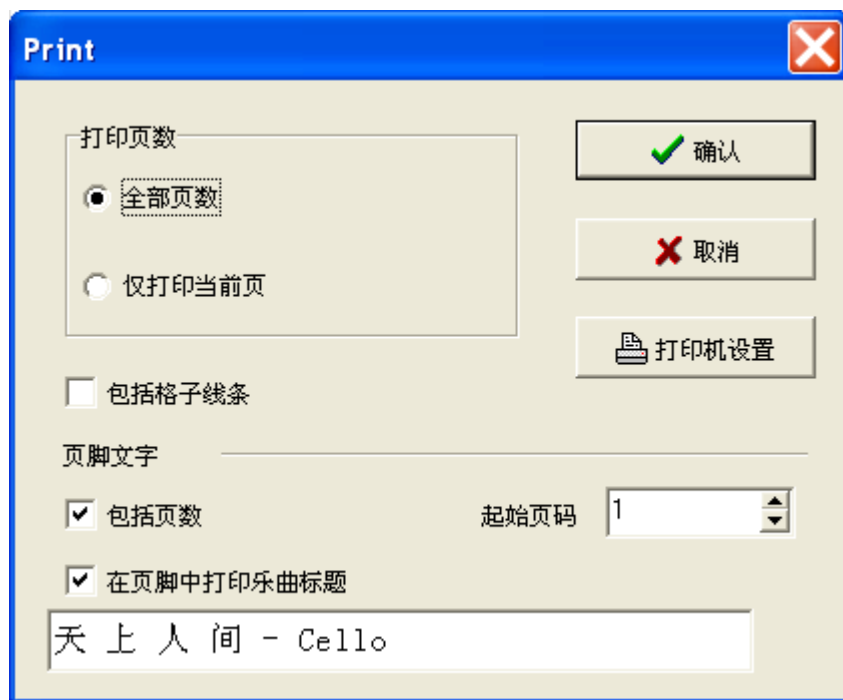 Print
打印页数
确认
全部页数
取消
仅打印当前页
打印机设置
包括格子线条
页脚文字
包括页数
起始页码 1
在页脚中打印乐曲标题
天 上 人 间 - Cello